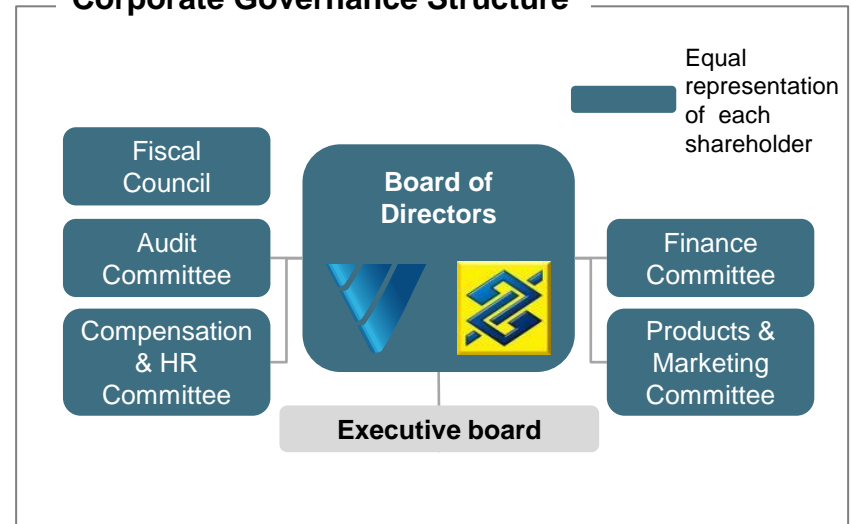 Corporate Governance Structure
Equal
representation
of each
shareholder
Fiscal
Council
Board of
Directors
Audit
Committee
Finance
Committee
Compensation
& HR
Committee
Products &
Marketing
Committee
Executive board